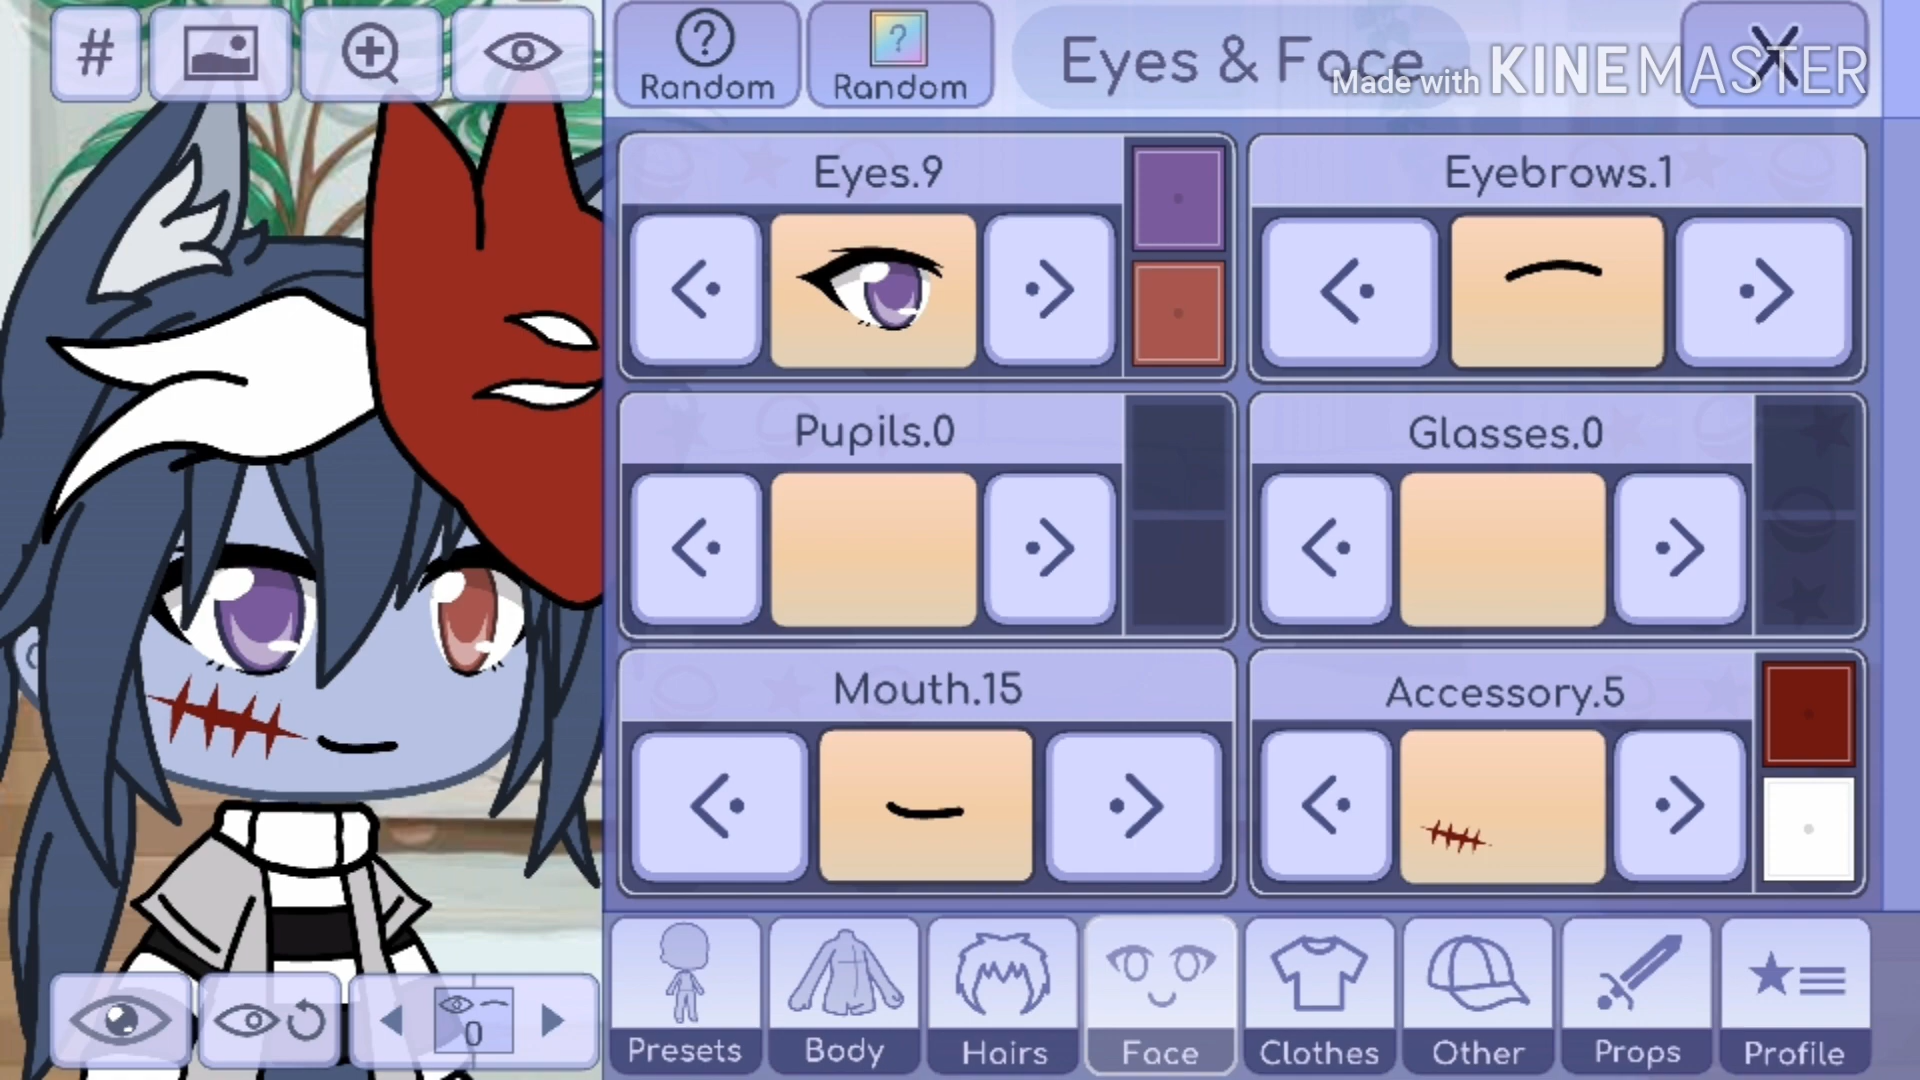 #
?
Random
?
Random
Eyes & Face
X
Made with KINEMASTER
Eyes.9
Eyebrows.1
Pupils.0
Glasses.0
Mouth.15
Accessory.5
0
Presets
Body
Hairs
Face
Clothes
Other
Props
Profile